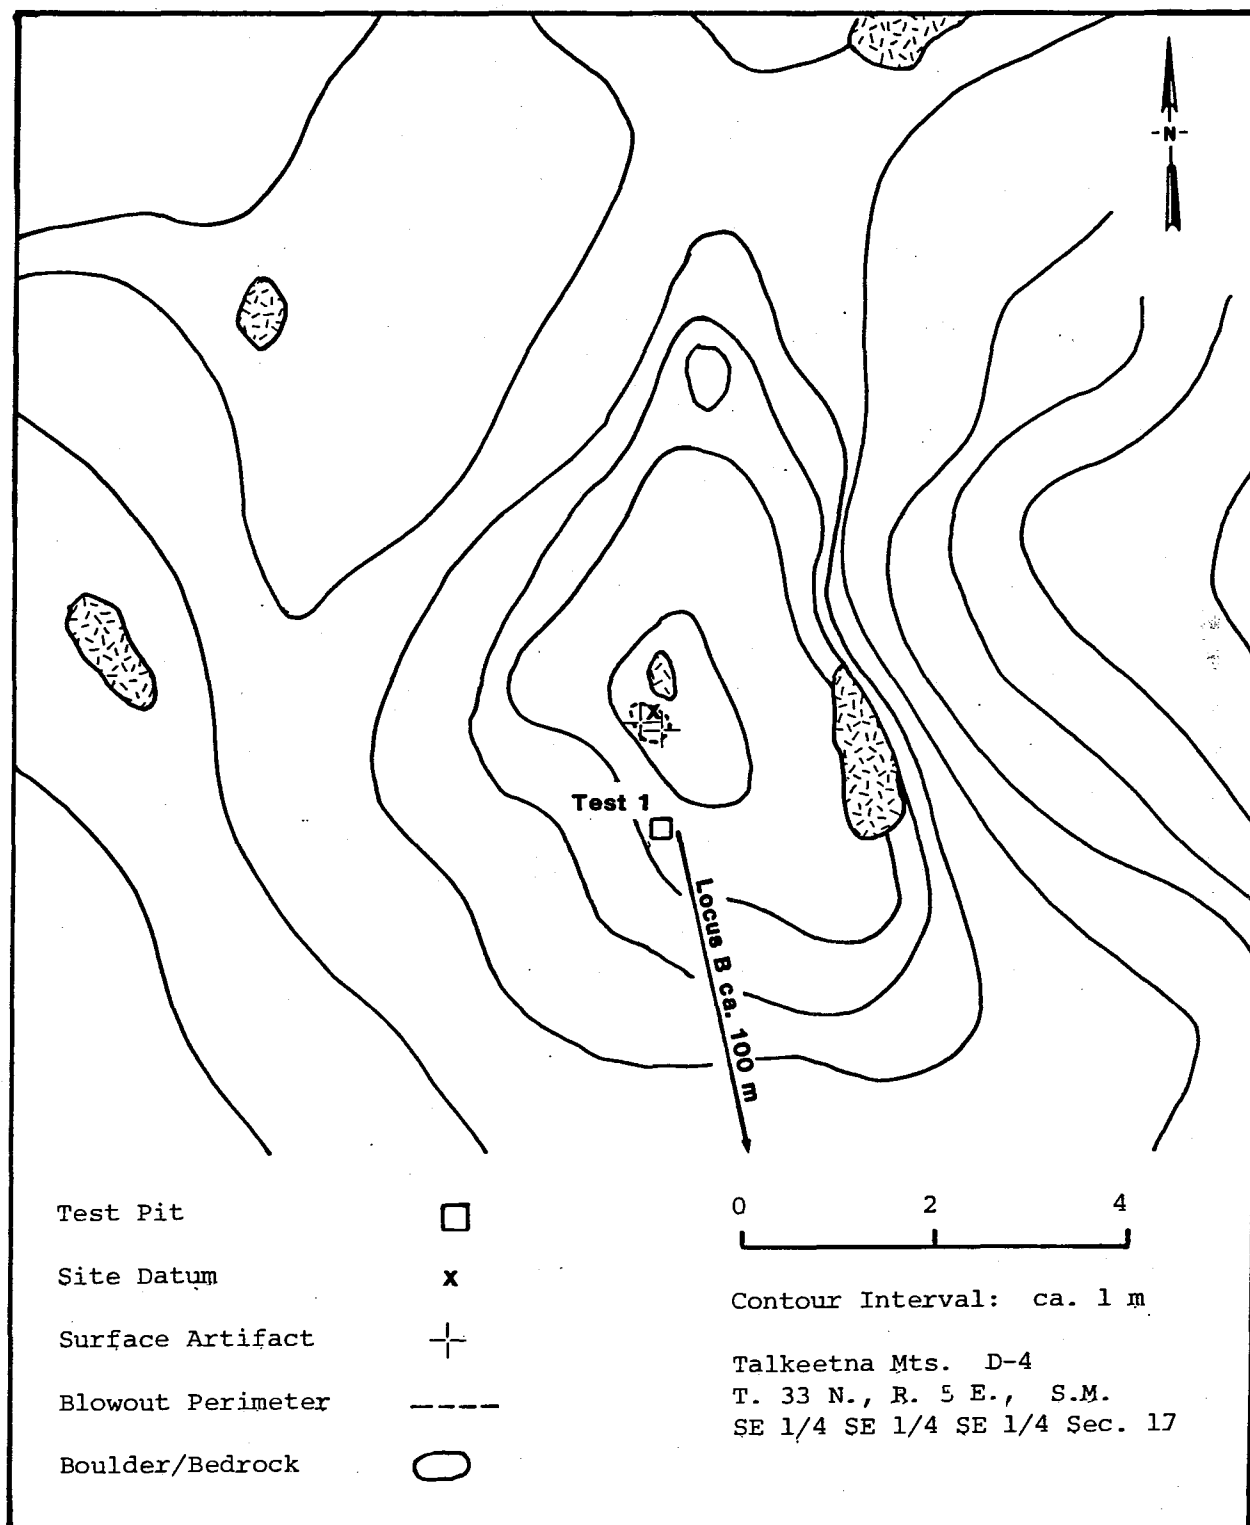 N
Test 1
Locus B ca. 100 m
Test Pit
Site Datum x
Surface Artifact
Blowout Perimeter
Boulder/Bedrock
0 2 4
Contour Interval: ca. 1 m
Talkeetna Mts. D-4
T. 33 N., R. 5 E., S.M.
SE 1/4 SE 1/4 SE 1/4 Sec. 17